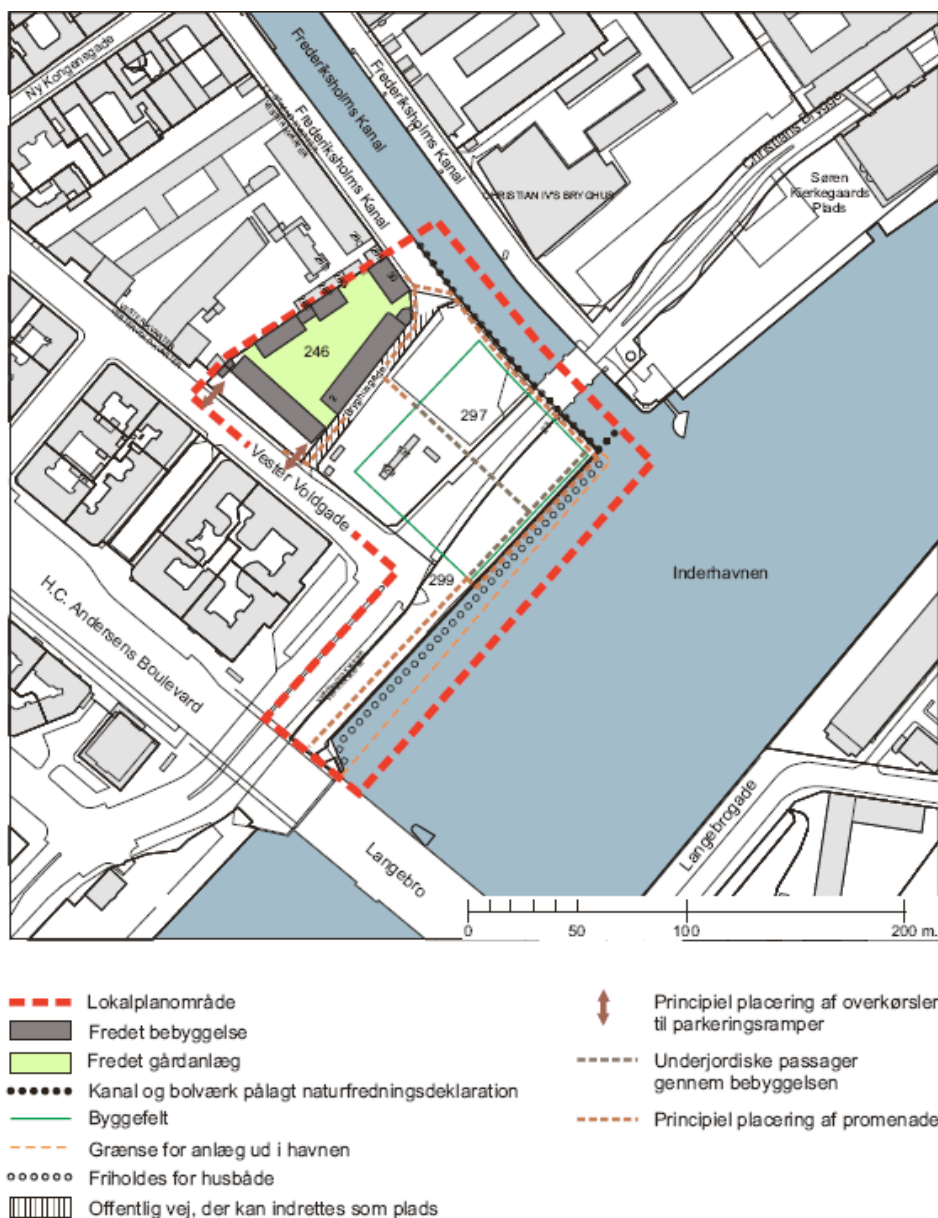 Ny Kongensgade
Frederiksholms Kanal
Frederiksholms Kanal
Frederiksholms Kanal
Christians Brygge
CHRISTIAN IV'S BRYGHUS
Søren
Kierkegaards
Plads
30
246
2
Bryghusgade
297
Vester Voldgade
299
H.C. Andersens Boulevard
Inderhavnen
Langebro
Langebrogade
0 50 100 200 m.
Lokalplanområde
Fredet bebyggelse
Fredet gårdanlæg
Kanal og bolværk pålagt naturfredningsdeklaration
Byggefelt
Grænse for anlæg ud i havnen
Friholdes for husbåde
Offentlig vej, der kan indrettes som plads
Principiel placering af overkørsler
til parkeringsramper
Underjordiske passager
gennem bebyggelsen
Principiel placering af promenade